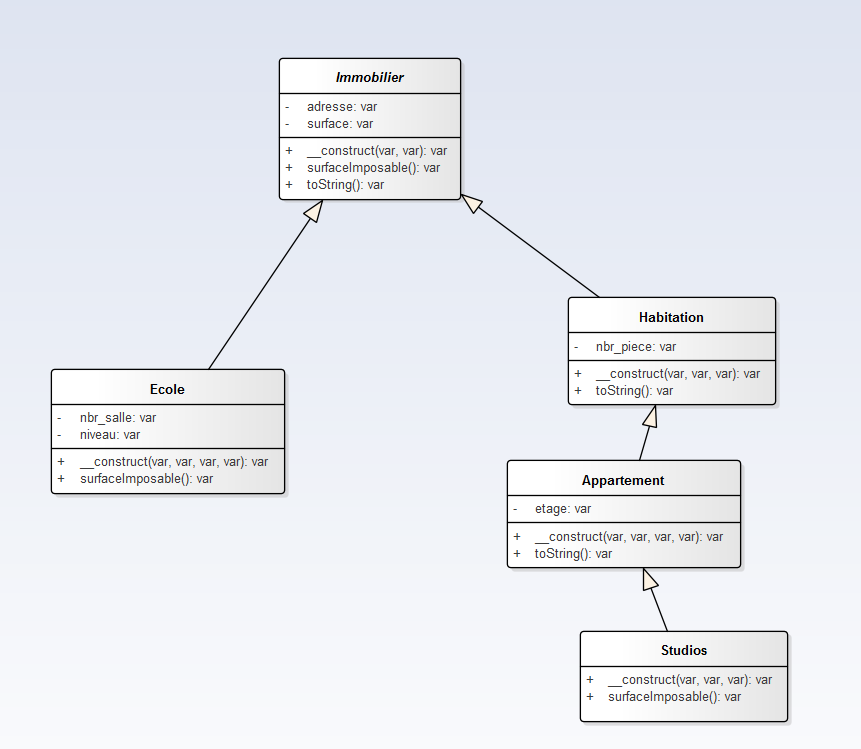 Immobilier
- adresse: var
- surface: var
+ __construct(var, var): var
+ surfaceImposable(): var
+ toString(): var
Habitation
- nbr_piece: var
+ __construct(var, var, var): var
+ toString(): var
Ecole
- nbr_salle: var
- niveau: var
+ __construct(var, var, var, var): var
+ surfaceImposable(): var
Appartement
- etage: var
+ __construct(var, var, var, var): var
+ toString(): var
Studios
+ __construct(var, var, var): var
+ surfaceImposable(): var